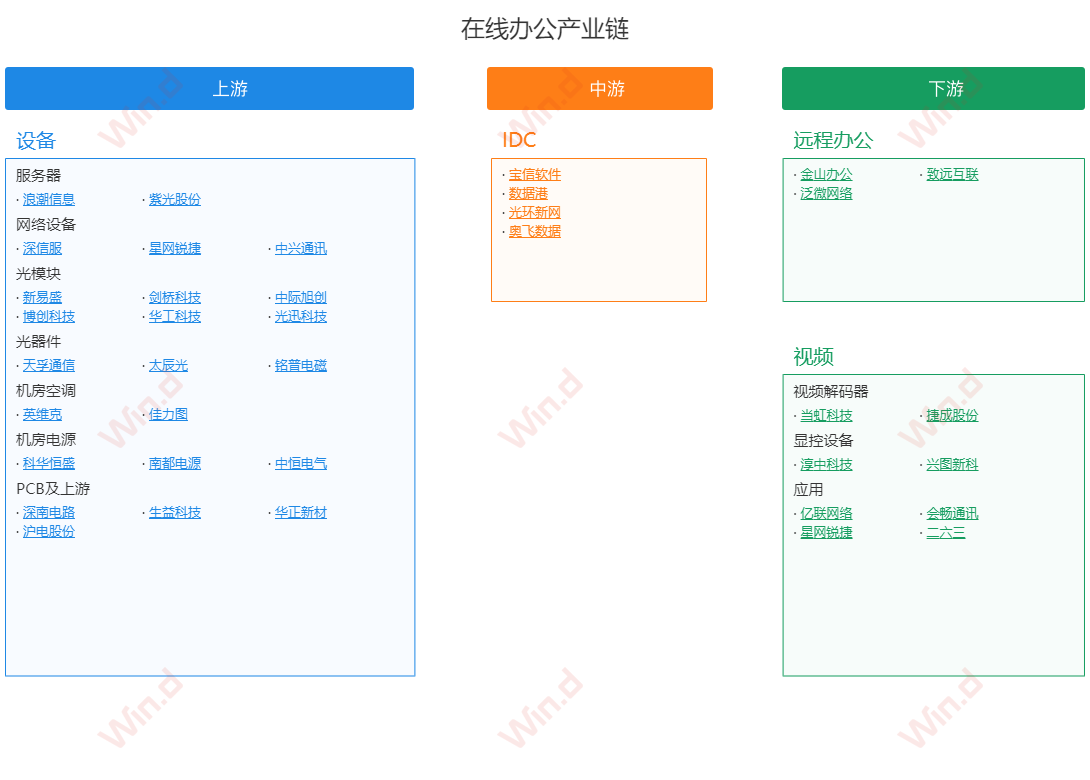 在线办公产业链
上游
设备
服务器
· 浪潮信息 · 紫光股份
网络设备
· 深信服 · 星网锐捷 · 中兴通讯
光模块
· 新易盛 · 剑桥科技 · 中际旭创
· 博创科技 · 华工科技 · 光迅科技
光器件
· 天孚通信 · 太辰光 · 铭普电磁
机房空调
· 英维克 · 佳力图
机房电源
· 科华恒盛 · 南都电源 · 中恒电气
PCB及上游
· 深南电路 · 生益科技 · 华正新材
· 沪电股份
中游
IDC
· 宝信软件
· 数据港
· 光环新网
· 奥飞数据
下游
远程办公
· 金山办公 · 致远互联
· 泛微网络
视频
视频解码器
· 当虹科技 · 捷成股份
显控设备
· 淳中科技 · 兴图新科
应用
· 亿联网络 · 会畅通讯
· 星网锐捷 · 二六三
Win.d
Win.d
Win.d
Win.d
Win.d
Win.d
Win.d
Win.d
Win.d